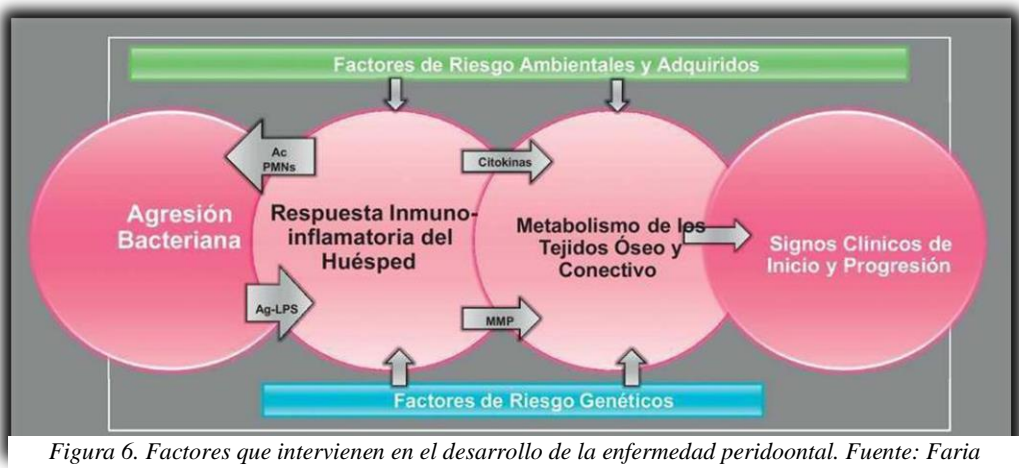 Factores de Riesgo Ambientales y Adquiridos
Ac
PMNs
Citokinas
Agresión
Bacteriana
Respuesta Inmuno-
inflamatoria del
Huésped
Metabolismo de los
Tejidos Óseo y
Conectivo
Signos Clínicos de
Inicio y Progresión
Ag-LPS
MMP
Factores de Riesgo Genéticos
Figura 6. Factores que intervienen en el desarrollo de la enfermedad peridoontal. Fuente: Faria